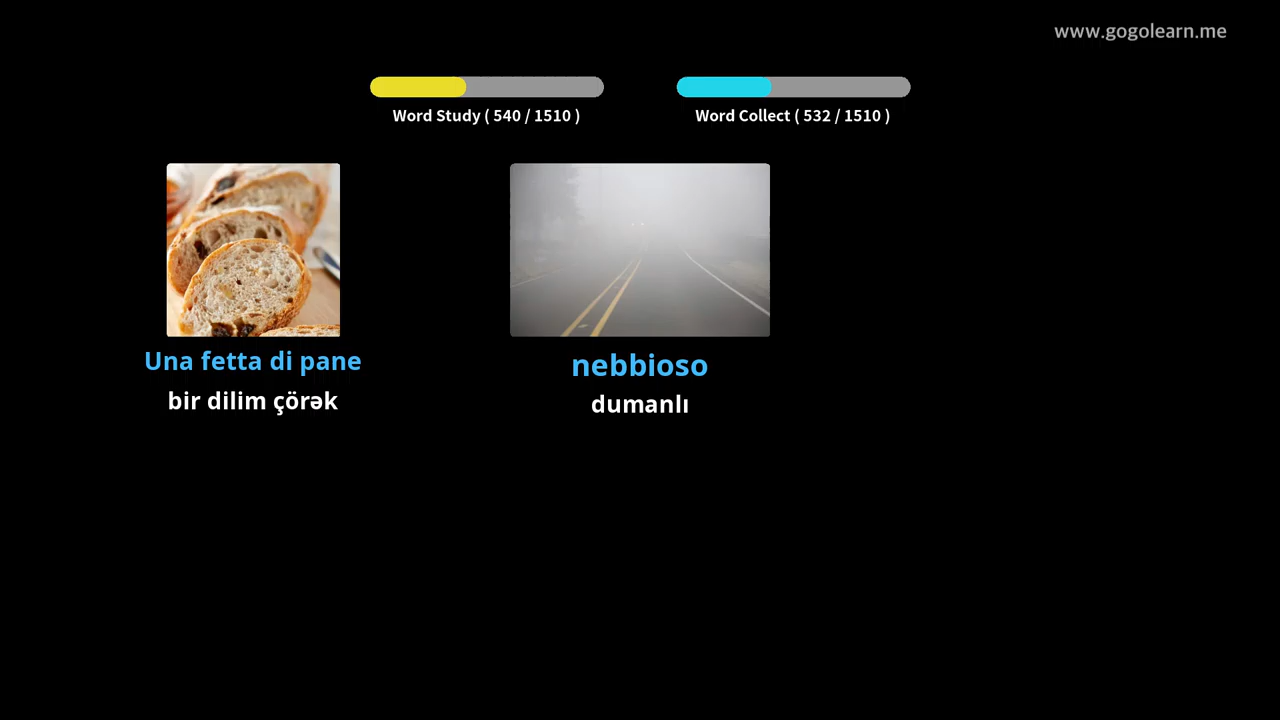 www.gogolearn.me
Word Study ( 540 / 1510 )
Word Collect ( 532 / 1510 )
Una fetta di pane
bir dilim çörək
nebbioso
dumanlı